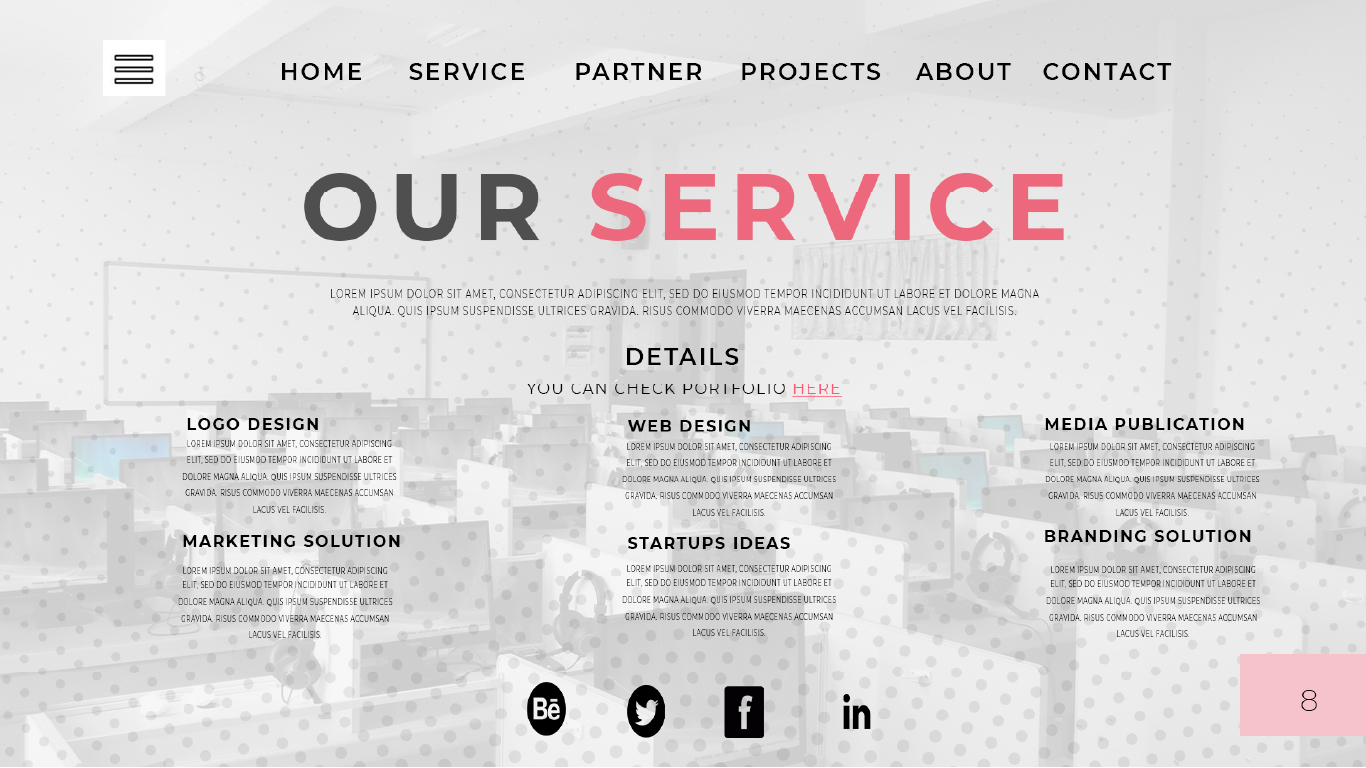 HOME SERVICE PARTNER PROJECTS ABOUT CONTACT
OUR SERVICE
LOREM IPSUM DOLOR SIT AMET, CONSECTETUR ADIPISCING ELIT, SED DO EIUSMOD TEMPOR INCIDIDUNT UT LABORE ET DOLORE MAGNA
ALIQUA. QUIS IPSUM SUSPENDISSE ULTRICES GRAVIDA. RISUS COMMODO VIVERRA MAECENAS ACCUMSAN LACUS VEL FACILISIS.
DETAILS
YOU CAN CHECK PORTFOLIO HERE
LOGO DESIGN
LOREM IPSUM DOLOR SIT AMET, CONSECTETUR ADIPISCING
ELIT, SED DO EIUSMOD TEMPOR INCIDIDUNT UT LABORE ET
DOLORE MAGNA ALIQUA. QUIS IPSUM SUSPENDISSE ULTRICES
GRAVIDA. RISUS COMMODO VIVERRA MAECENAS ACCUMSAN
LACUS VEL FACILISIS.
WEB DESIGN
LOREM IPSUM DOLOR SIT AMET, CONSECTETUR ADIPISCING
ELIT, SED DO EIUSMOD TEMPOR INCIDIDUNT UT LABORE ET
DOLORE MAGNA ALIQUA. QUIS IPSUM SUSPENDISSE ULTRICES
GRAVIDA. RISUS COMMODO VIVERRA MAECENAS ACCUMSAN
LACUS VEL FACILISIS.
MEDIA PUBLICATION
LOREM IPSUM DOLOR SIT AMET, CONSECTETUR ADIPISCING
ELIT, SED DO EIUSMOD TEMPOR INCIDIDUNT UT LABORE ET
DOLORE MAGNA ALIQUA. QUIS IPSUM SUSPENDISSE ULTRICES
GRAVIDA. RISUS COMMODO VIVERRA MAECENAS ACCUMSAN
LACUS VEL FACILISIS.
MARKETING SOLUTION
LOREM IPSUM DOLOR SIT AMET, CONSECTETUR ADIPISCING
ELIT, SED DO EIUSMOD TEMPOR INCIDIDUNT UT LABORE ET
DOLORE MAGNA ALIQUA. QUIS IPSUM SUSPENDISSE ULTRICES
GRAVIDA. RISUS COMMODO VIVERRA MAECENAS ACCUMSAN
LACUS VEL FACILISIS.
STARTUPS IDEAS
LOREM IPSUM DOLOR SIT AMET, CONSECTETUR ADIPISCING
ELIT, SED DO EIUSMOD TEMPOR INCIDIDUNT UT LABORE ET
DOLORE MAGNA ALIQUA. QUIS IPSUM SUSPENDISSE ULTRICES
GRAVIDA. RISUS COMMODO VIVERRA MAECENAS ACCUMSAN
LACUS VEL FACILISIS.
BRANDING SOLUTION
LOREM IPSUM DOLOR SIT AMET, CONSECTETUR ADIPISCING
ELIT, SED DO EIUSMOD TEMPOR INCIDIDUNT UT LABORE ET
DOLORE MAGNA ALIQUA. QUIS IPSUM SUSPENDISSE ULTRICES
GRAVIDA. RISUS COMMODO VIVERRA MAECENAS ACCUMSAN
LACUS VEL FACILISIS.
Bē f in
8